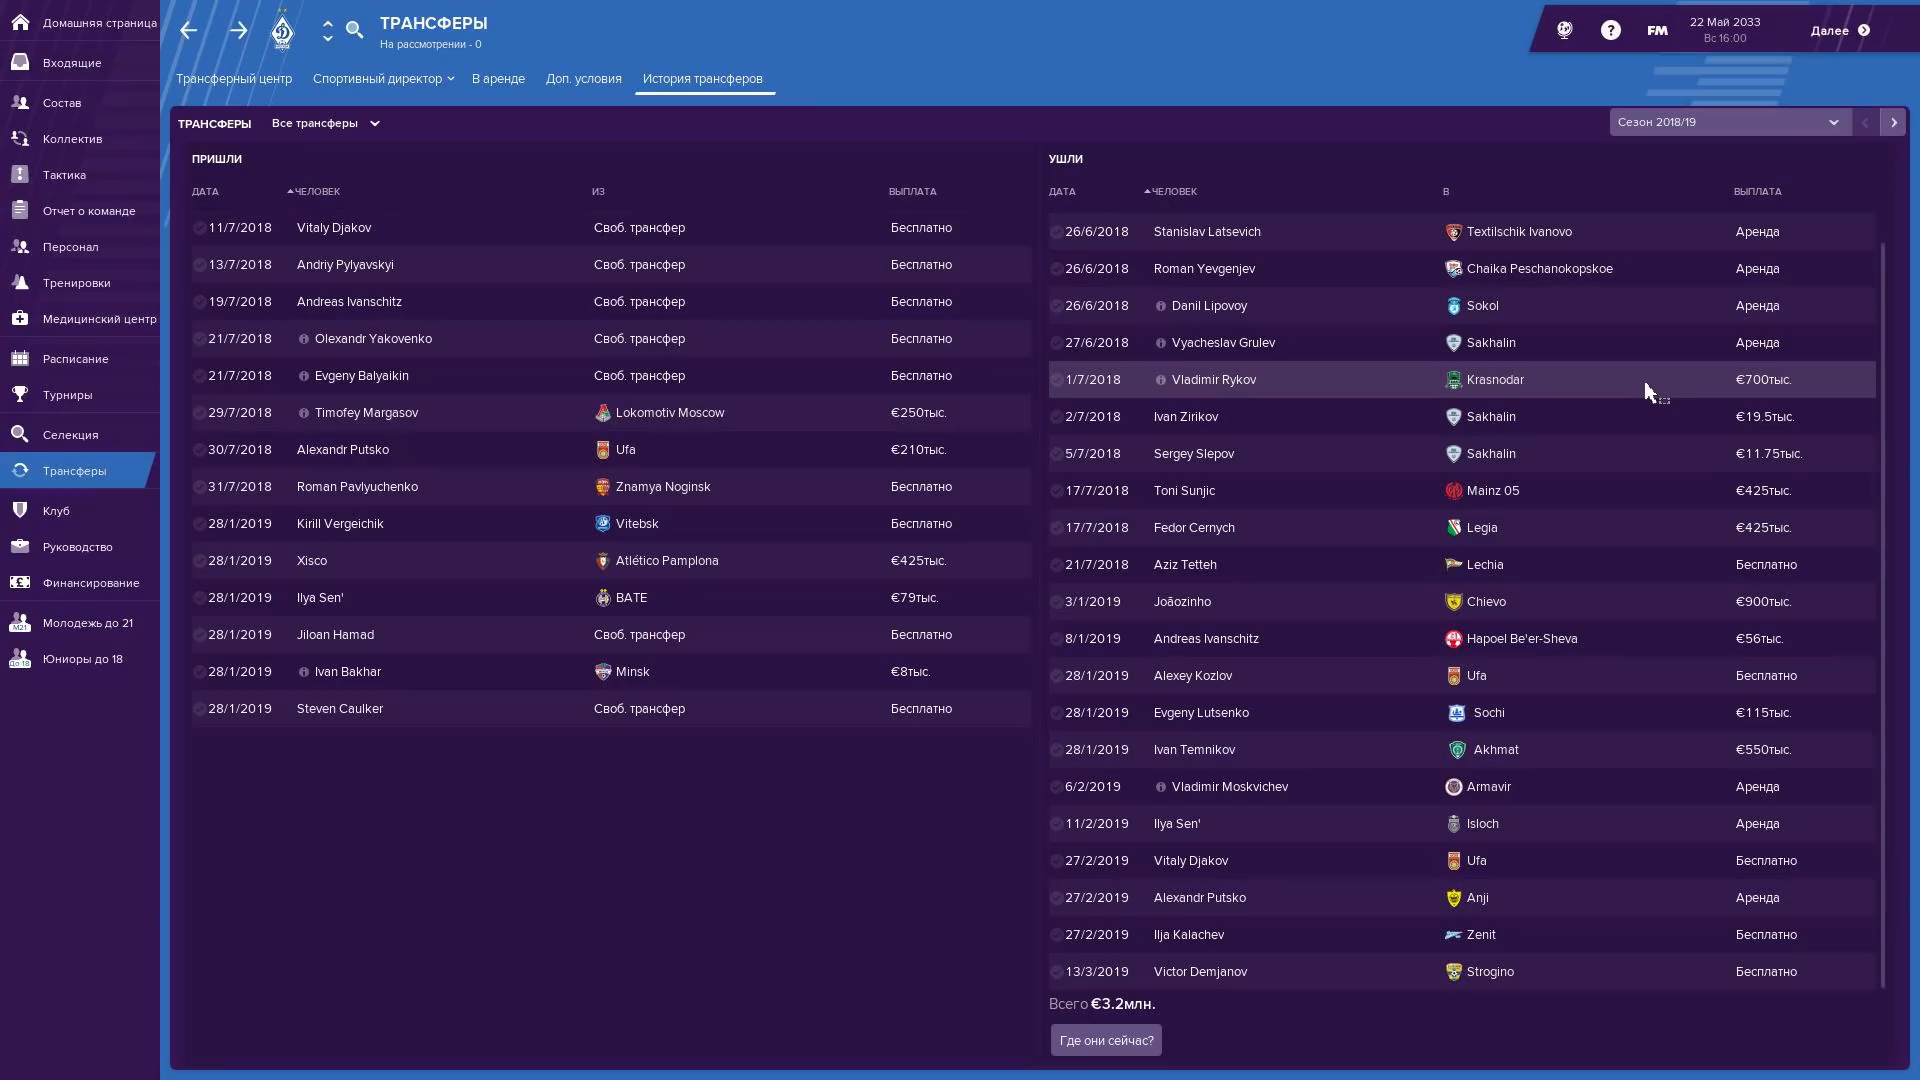 Домашняя страница
Входящие
Состав
Коллектив
Тактика
Отчет о команде
Персонал
Тренировки
Медицинский центр
Расписание
Турниры
Селекция
Трансферы
Клуб
Руководство
Финансирование
Молодежь до 21
Юниоры до 18
ТРАНСФЕРЫ
На рассмотрении - 0
FM
22 Май 2033
Вс 16:00
Далее
Трансферный центр
Спортивный директор
В аренде
Доп. условия
История трансферов
ТРАНСФЕРЫ
Все трансферы
Сезон 2018/19
ПРИШЛИ
ДАТА ЧЕЛОВЕК ИЗ ВЫПЛАТА
11/7/2018 Vitaly Djakov Своб. трансфер Бесплатно
13/7/2018 Andriy Pylyavskyi Своб. трансфер Бесплатно
19/7/2018 Andreas Ivanschitz Своб. трансфер Бесплатно
21/7/2018 Olexandr Yakovenko Своб. трансфер Бесплатно
21/7/2018 Evgeny Balyaikin Своб. трансфер Бесплатно
29/7/2018 Timofey Margasov Lokomotiv Moscow €250тыс.
30/7/2018 Alexandr Putsko Ufa €210тыс.
31/7/2018 Roman Pavlyuchenko Znamya Noginsk Бесплатно
28/1/2019 Kirill Vergeichik Vitebsk Бесплатно
28/1/2019 Xisco Atlético Pamplona €425тыс.
28/1/2019 Ilya Sen' BATE €79тыс.
28/1/2019 Jiloan Hamad Своб. трансфер Бесплатно
28/1/2019 Ivan Bakhar Minsk €8тыс.
28/1/2019 Steven Caulker Своб. трансфер Бесплатно
УШЛИ
ДАТА ЧЕЛОВЕК В ВЫПЛАТА
26/6/2018 Stanislav Latsevich Textilschik Ivanovo Аренда
26/6/2018 Roman Yevgenjev Chaika Peschanokopskoe Аренда
26/6/2018 Danil Lipovoy Sokol Аренда
27/6/2018 Vyacheslav Grulev Sakhalin Аренда
1/7/2018 Vladimir Rykov Krasnodar €700тыс.
2/7/2018 Ivan Zirikov Sakhalin €19.5тыс.
5/7/2018 Sergey Slepov Sakhalin €11.75тыс.
17/7/2018 Toni Sunjic Mainz 05 €425тыс.
17/7/2018 Fedor Cernych Legia €425тыс.
21/7/2018 Aziz Tetteh Lechia Бесплатно
3/1/2019 Joãozinho Chievo €900тыс.
8/1/2019 Andreas Ivanschitz Hapoel Be'er-Sheva €56тыс.
28/1/2019 Alexey Kozlov Ufa Бесплатно
28/1/2019 Evgeny Lutsenko Sochi €115тыс.
28/1/2019 Ivan Temnikov Akhmat €550тыс.
6/2/2019 Vladimir Moskvichev Armavir Аренда
11/2/2019 Ilya Sen' Isloch Аренда
27/2/2019 Vitaly Djakov Ufa Бесплатно
27/2/2019 Alexandr Putsko Anji Аренда
27/2/2019 Ilja Kalachev Zenit Бесплатно
13/3/2019 Victor Demjanov Strogino Бесплатно
Всего €3.2млн.
Где они сейчас?